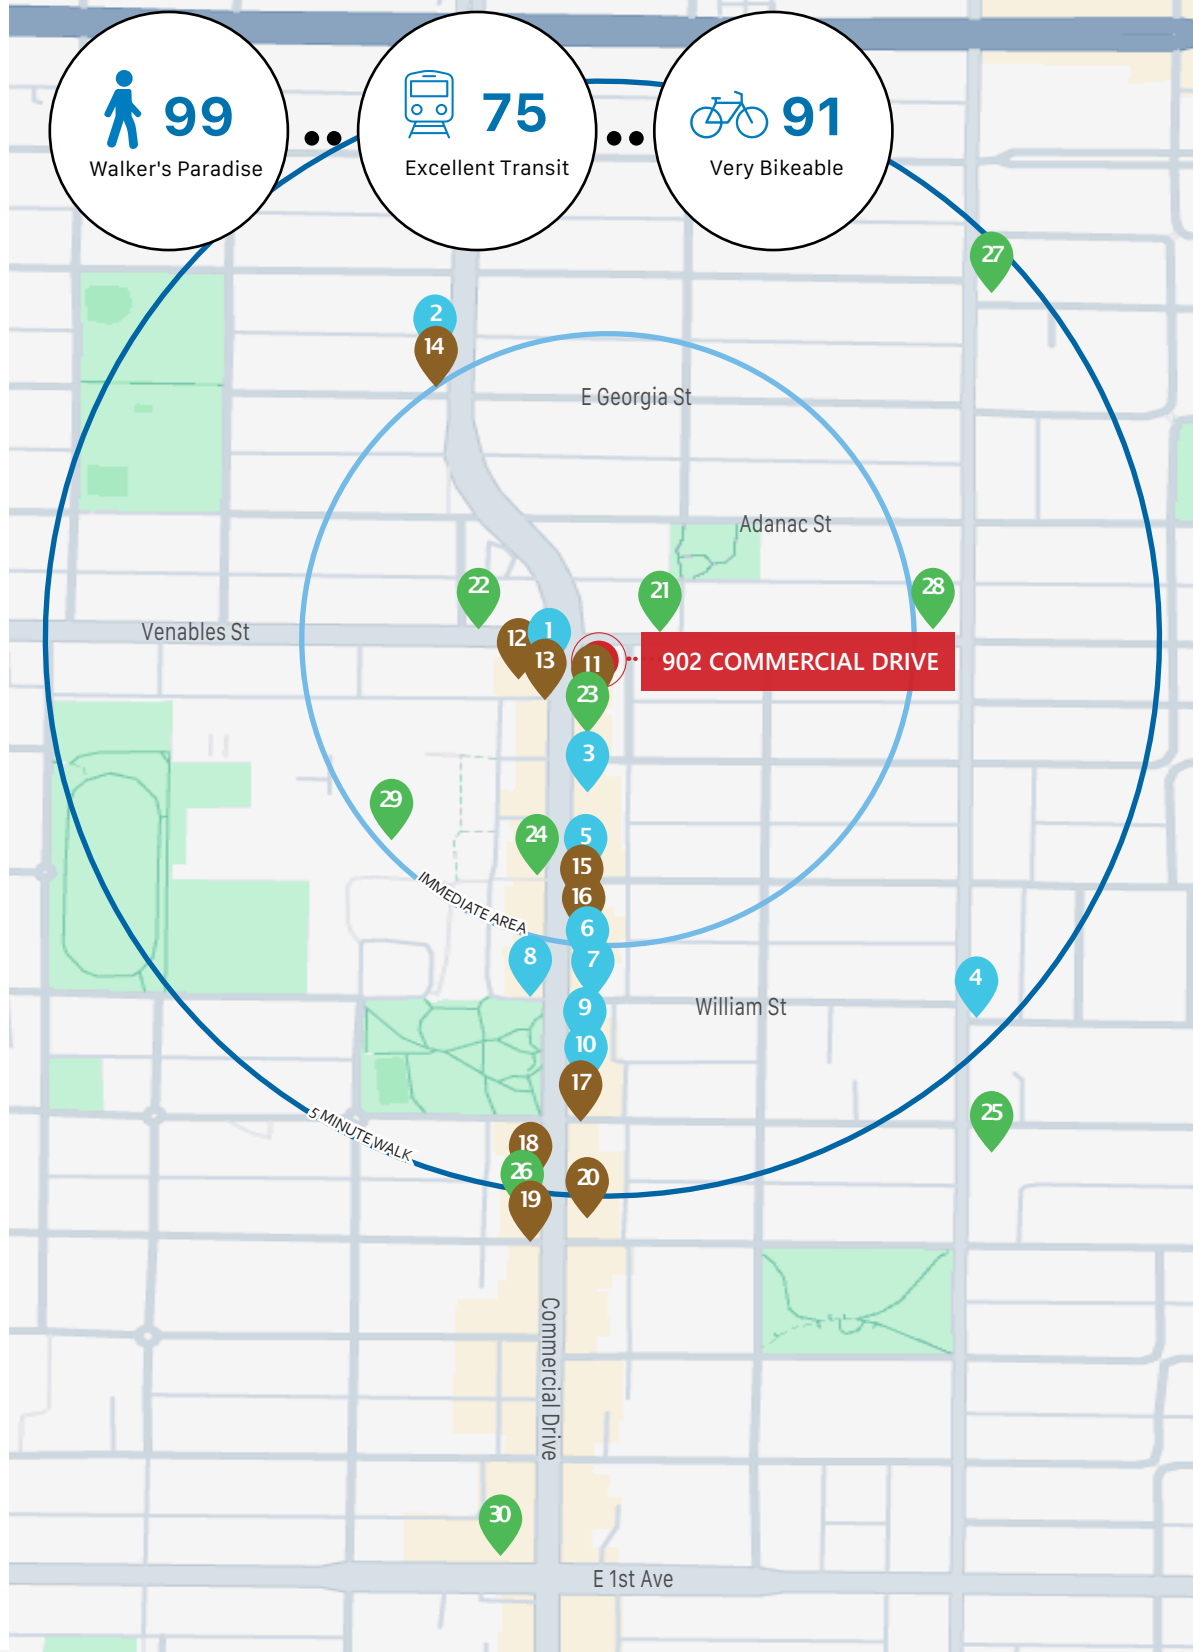 99
Walker's Paradise
75
Excellent Transit
91
Very Bikeable
27
2
14
E Georgia St
Adanac St
22
21
28
Venables St
12
1
13
11
902 COMMERCIAL DRIVE
23
3
29
24
5
15
16
IMMEDIATE AREA
6
8
7
4
9
William St
10
17
5 MINUTE WALK
25
18
26
20
19
Commercial Drive
30
E 1st Ave